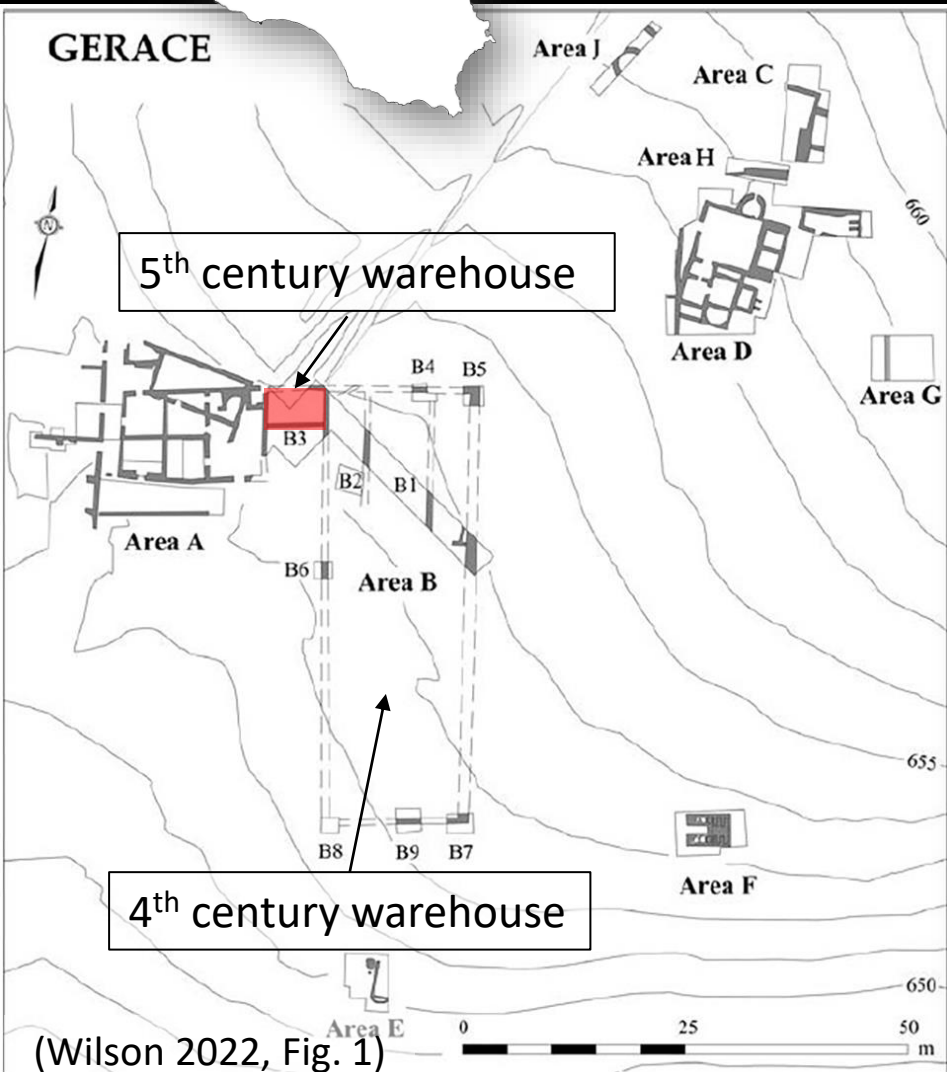 GERACE
Area J
Area C
Area H
660
5th century warehouse
Area D
B4
B5
Area G
B3
B2
B1
Area A
B6
Area B
655
B8
B9
B7
Area F
4th century warehouse
650
Area E
0 25 50
m
(Wilson 2022, Fig. 1)
N